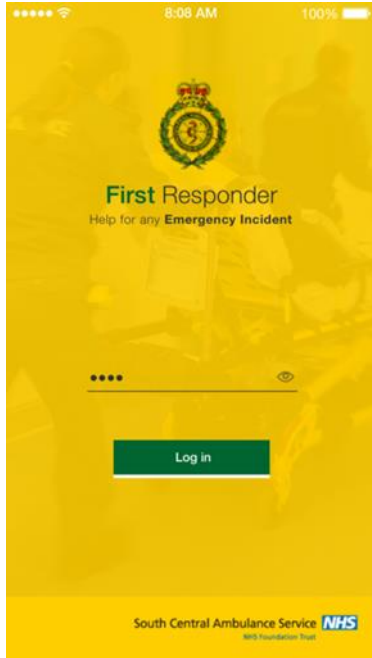 8:08 AM 100%
First Responder
Help for any Emergency Incident
Log in
South Central Ambulance Service NHS
NHS Foundation Trust